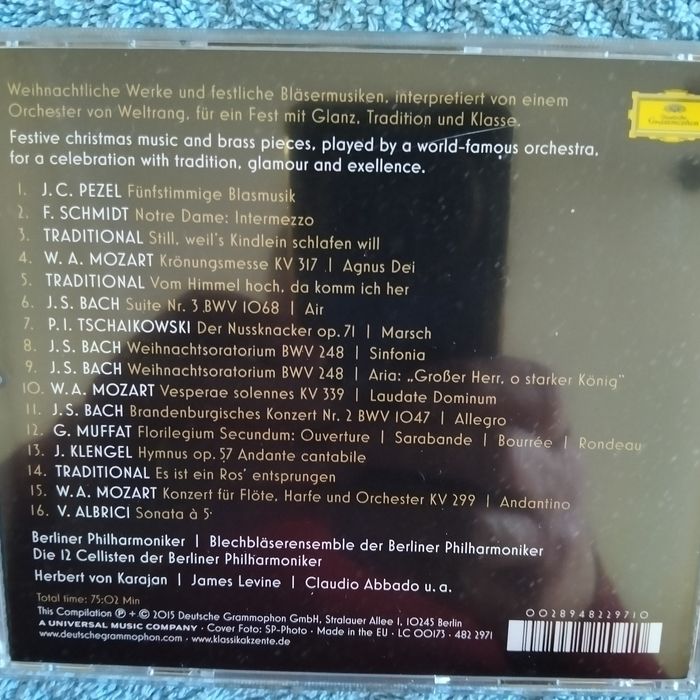 Weihnachtliche Werke und festliche Bläsermusiken, interpretiert von einem
Orchester von Weltrang, für ein Fest mit Glanz, Tradition und Klasse.
Deutsche
Grammophon
Festive christmas music and brass pieces, played by a world-famous orchestra,
for a celebration with tradition, glamour and exellence.
1. J.C. PEZEL Fünfstimmige Blasmusik
2. F. SCHMIDT Notre Dame: Intermezzo
3. TRADITIONAL Still, weil's Kindlein schlafen will
4. W. A. MOZART Krönungsmesse KV 317 | Agnus Dei
5. TRADITIONAL Vom Himmel hoch, da komm ich her
6. J.S. BACH Suite Nr. 3 BWV 1068 | Air
7. P. I. TSCHAIKOWSKI Der Nussknacker op. 71 | Marsch
8. J.S. BACH Weihnachtsoratorium BWV 248 | Sinfonia
9. J.S. BACH Weihnachtsoratorium BWV 248 | Aria: „Großer Herr, o starker König"
10. W.A. MOZART Vesperae solennes KV 339 | Laudate Dominum
11. J.S. BACH Brandenburgisches Konzert Nr. 2 BWV 1047 | Allegro
12. G. MUFFAT Florilegium Secundum: Ouverture | Sarabande | Bourrée | Rondeau
13. J. KLENGEL Hymnus op. 57 Andante cantabile
14. TRADITIONAL Es ist ein Ros' entsprungen
15. W.A. MOZART Konzert für Flöte, Harfe und Orchester KV 299 | Andantino
16. V. ALBRICI Sonata à 5
Berliner Philharmoniker | Blechbläserensemble der Berliner Philharmoniker
Die 12 Cellisten der Berliner Philharmoniker
Herbert von Karajan | James Levine | Claudio Abbado u. a.
Total time: 75:02 Min
This Compilation ℗ + © 2015 Deutsche Grammophon GmbH, Stralauer Allee 1, 10245 Berlin
A UNIVERSAL MUSIC COMPANY · Cover Foto: SP-Photo · Made in the EU · LC 00173 · 482 2971
www.deutschegrammophon.com · www.klassikakzente.de
0028948229710